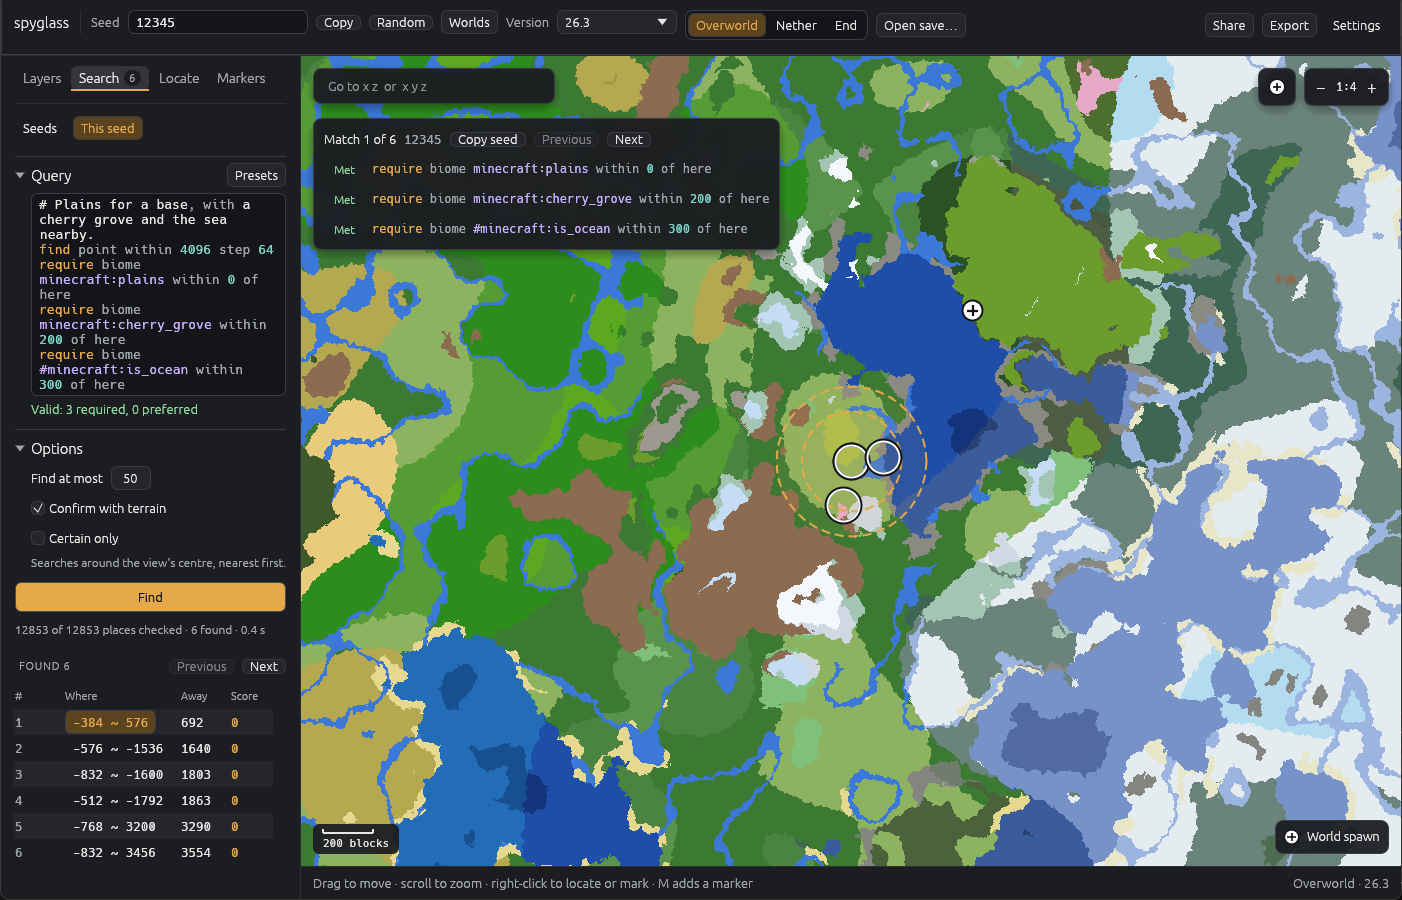 spyglass Seed 12345 Copy Random Worlds Version 26.3 Overworld Nether End Open save... Share Export Settings
Layers Search 6 Locate Markers
Seeds This seed
Query Presets
# Plains for a base, with a
cherry grove and the sea
nearby.
find point within 4096 step 64
require biome
minecraft:plains within 0 of
here
require biome
minecraft:cherry_grove within
200 of here
require biome
#minecraft:is_ocean within
300 of here
Valid: 3 required, 0 preferred
Options
Find at most 50
Confirm with terrain
Certain only
Searches around the view's centre, nearest first.
Find
12853 of 12853 places checked · 6 found · 0.4 s
FOUND 6 Previous Next
# Where Away Score
1 -384 ~ 576 692 0
2 -576 ~ -1536 1640 0
3 -832 ~ -1600 1803 0
4 -512 ~ -1792 1863 0
5 -768 ~ 3200 3290 0
6 -832 ~ 3456 3554 0
Go to x z or x y z
Match 1 of 6 12345 Copy seed Previous Next
Met require biome minecraft:plains within 0 of here
Met require biome minecraft:cherry_grove within 200 of here
Met require biome #minecraft:is_ocean within 300 of here
− 1:4 +
200 blocks
World spawn
Drag to move · scroll to zoom · right-click to locate or mark · M adds a marker
Overworld · 26.3